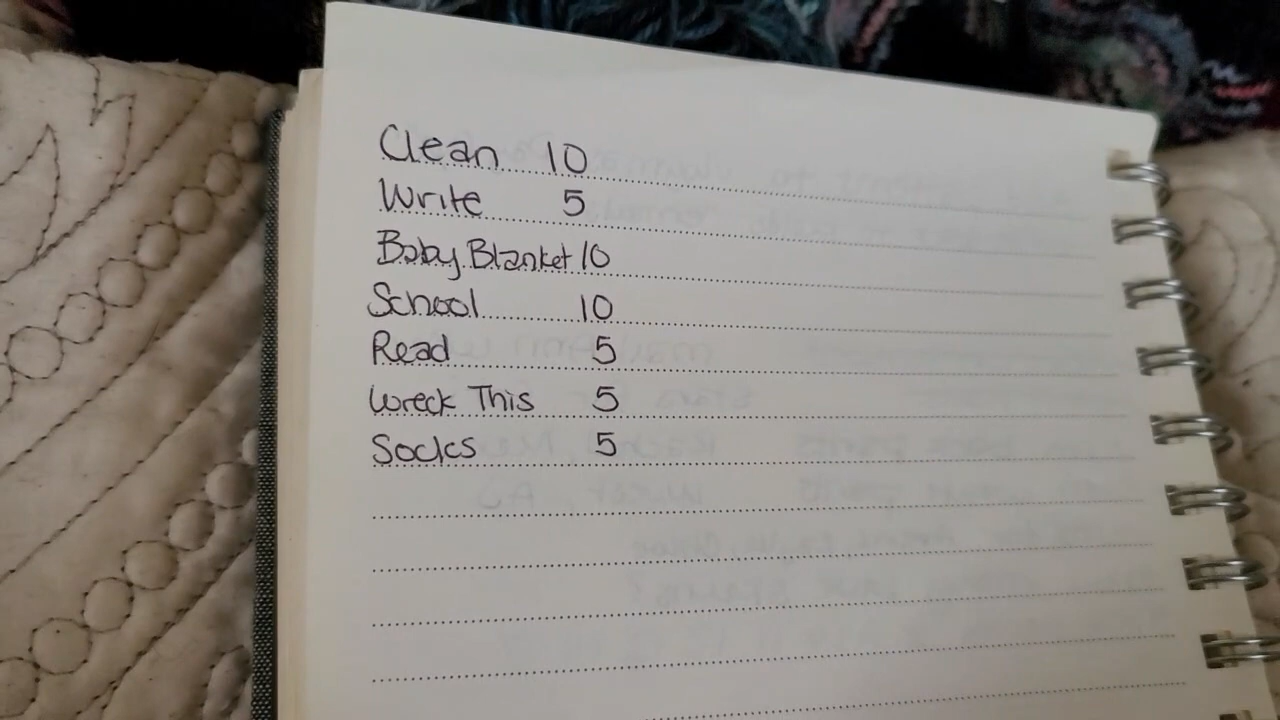 Clean 10
Write 5
Baby Blanket 10
School 10
Read 5
Wreck This 5
Socks 5